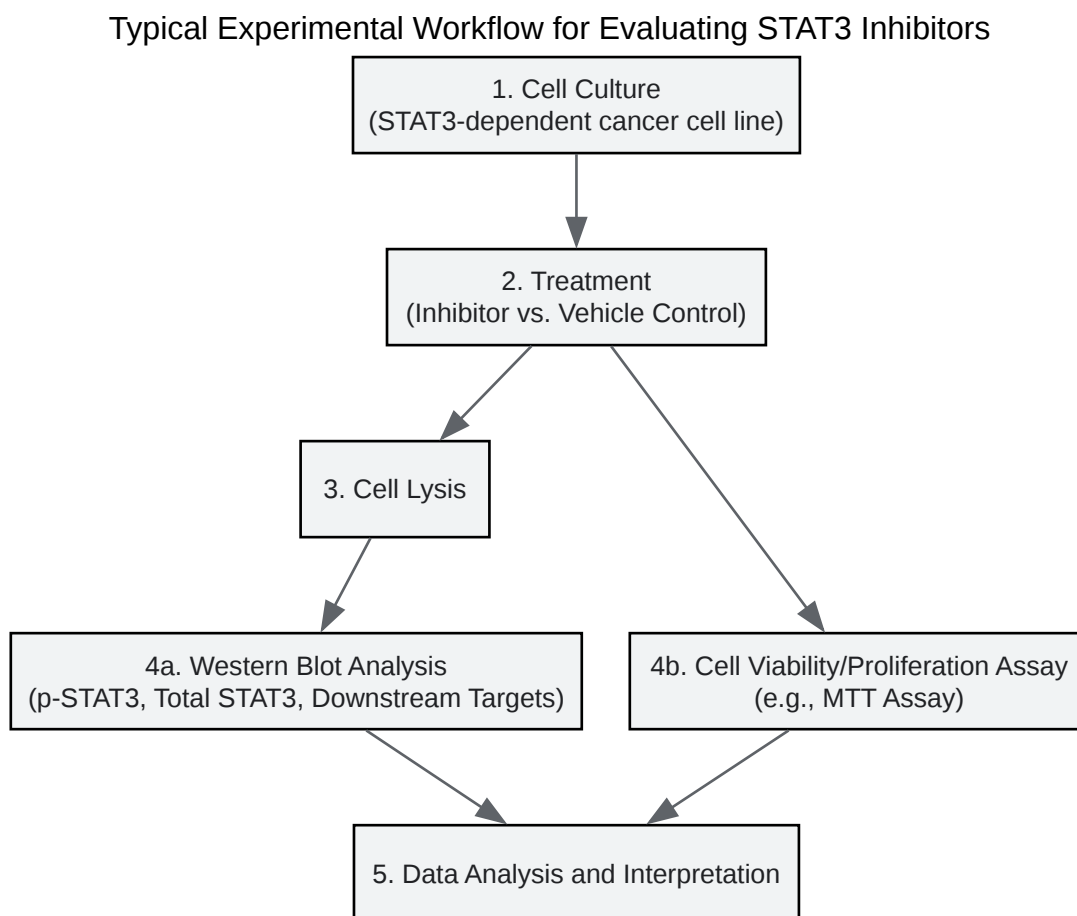 Typical Experimental Workflow for Evaluating STAT3 Inhibitors
1. Cell Culture
(STAT3-dependent cancer cell line)
2. Treatment
(Inhibitor vs. Vehicle Control)
3. Cell Lysis
4a. Western Blot Analysis
(p-STAT3, Total STAT3, Downstream Targets)
4b. Cell Viability/Proliferation Assay
(e.g., MTT Assay)
5. Data Analysis and Interpretation